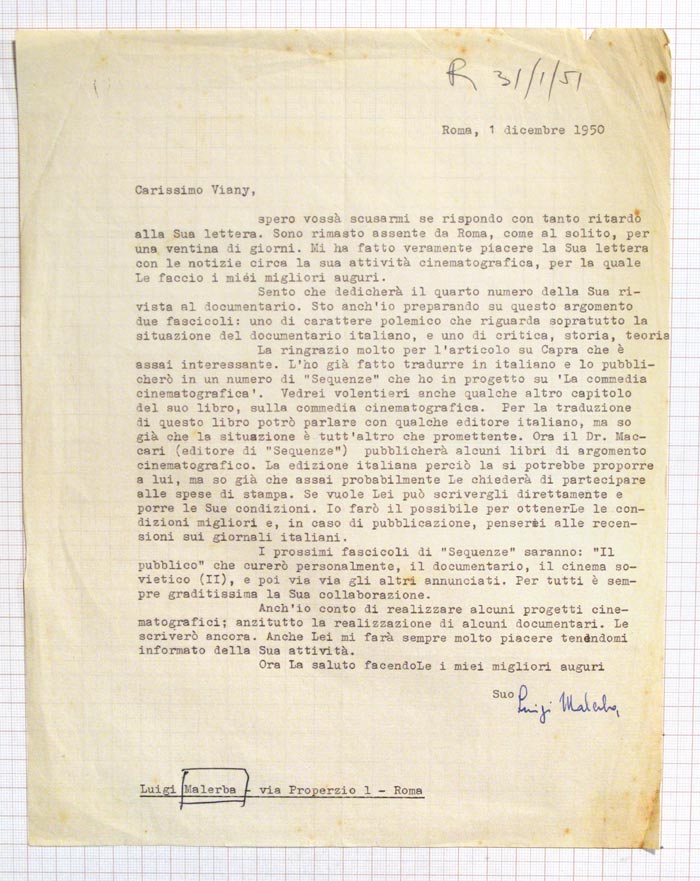 R 31/1/51
Roma, 1 dicembre 1950
Carissimo Viany,
spero vossà scusarmi se rispondo con tanto ritardo
alla Sua lettera. Sono rimasto assente da Roma, come al solito, per
una ventina di giorni. Mi ha fatto veramente piacere la Sua lettera
con le notizie circa la sua attività cinematografica, per la quale
Le faccio i miei migliori auguri.
Sento che dedicherà il quarto numero della Sua ri-
vista al documentario. Sto anch'io preparando su questo argomento
due fascicoli: uno di carattere polemico che riguarda sopratutto la
situazione del documentario italiano, e uno di critica, storia, teoria
La ringrazio molto per l'articolo su Capra che è
assai interessante. L'ho già fatto tradurre in italiano e lo pubbli-
cherò in un numero di "Sequenze" che ho in progetto su 'La commedia
cinematografica'. Vedrei volentieri anche qualche altro capitolo
del suo libro, sulla commedia cinematografica. Per la traduzione
di questo libro potrò parlare con qualche editore italiano, ma so
già che la situazione è tutt'altro che promettente. Ora il Dr. Mac-
cari (editore di "Sequenze") pubblicherà alcuni libri di argomento
cinematografico. La edizione italiana perciò la si potrebbe proporre
a lui, ma so già che assai probabilmente Le chiederà di partecipare
alle spese di stampa. Se vuole Lei può scrivergli direttamente e
porre le Sue condizioni. Io farò il possibile per ottenerLe le con-
dizioni migliori e, in caso di pubblicazione, penserei alle recen-
sioni sui giornali italiani.
I prossimi fascicoli di "Sequenze" saranno: "Il
pubblico" che curerò personalmente, il documentario, il cinema so-
vietico (II), e poi via via gli altri annunciati. Per tutti è sem-
pre graditissima la Sua collaborazione.
Anch'io conto di realizzare alcuni progetti cine-
matografici; anzitutto la realizzazione di alcuni documentari. Le
scriverò ancora. Anche Lei mi farà sempre molto piacere tenendomi
informato della Sua attività.
Ora La saluto facendoLe i miei migliori auguri
Suo Luigi Malerba
Luigi Malerba - via Properzio 1 - Roma